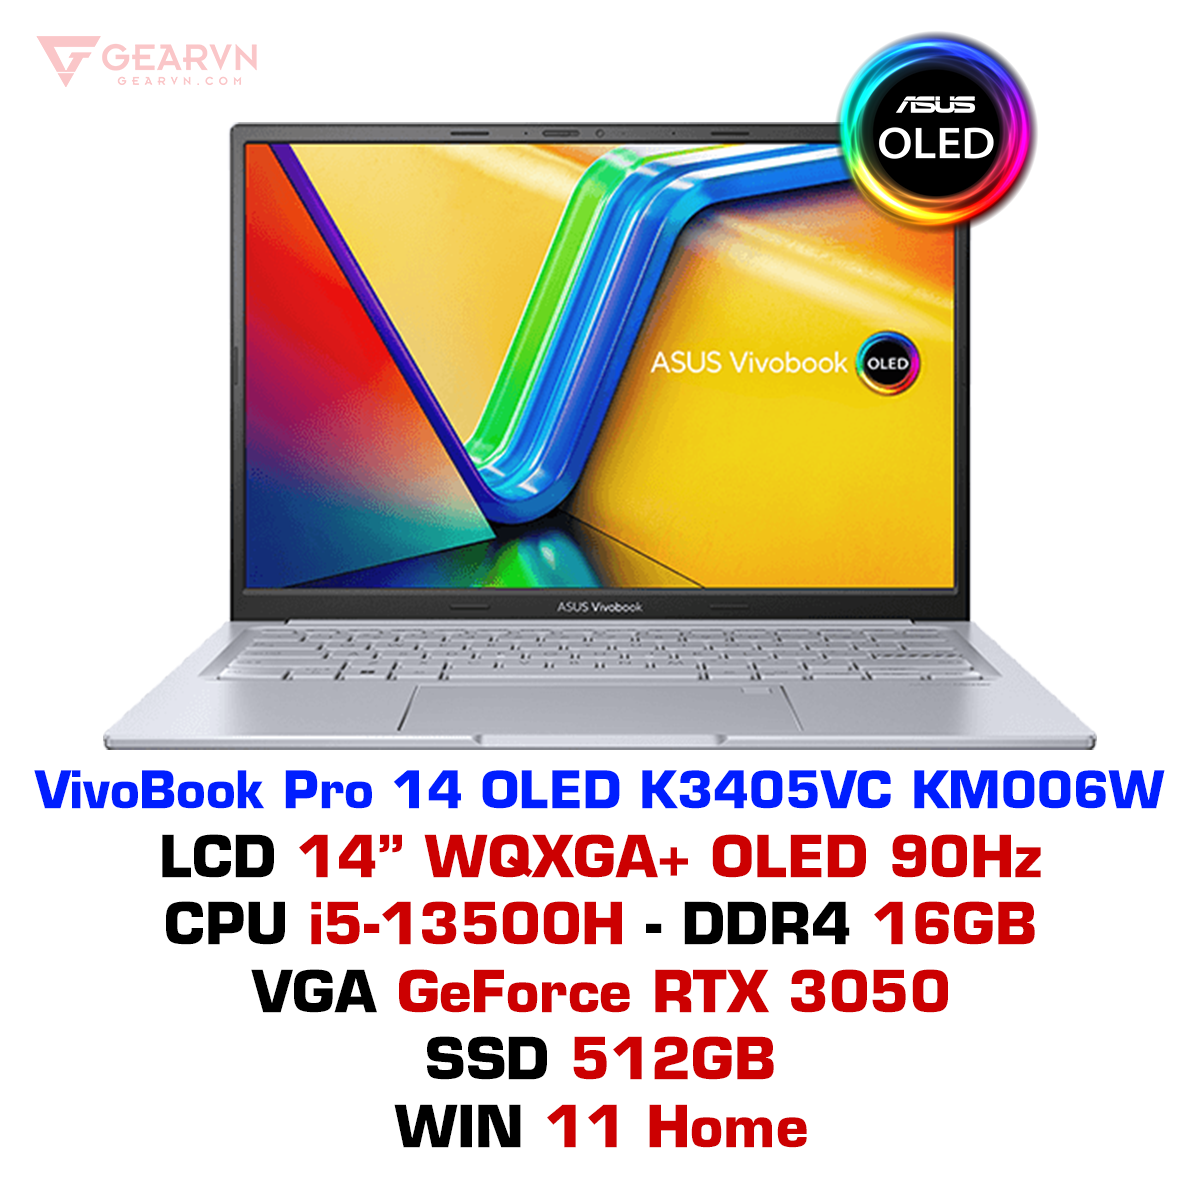 GEARVN
GEARVN.COM
ASUS
OLED
ASUS Vivobook OLED
ASUS Vivobook
VivoBook Pro 14 OLED K3405VC KM006W
LCD 14” WQXGA+ OLED 90Hz
CPU i5-13500H - DDR4 16GB
VGA GeForce RTX 3050
SSD 512GB
WIN 11 Home